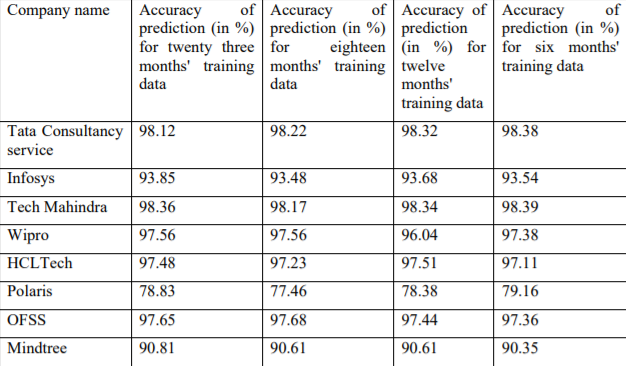 Company name | Accuracy of prediction (in %) for twenty three months' training data | Accuracy of prediction (in %) for eighteen months' training data | Accuracy of prediction (in %) for twelve months' training data | Accuracy of prediction (in %) for six months' training data
Tata Consultancy service | 98.12 | 98.22 | 98.32 | 98.38
Infosys | 93.85 | 93.48 | 93.68 | 93.54
Tech Mahindra | 98.36 | 98.17 | 98.34 | 98.39
Wipro | 97.56 | 97.56 | 96.04 | 97.38
HCLTech | 97.48 | 97.23 | 97.51 | 97.11
Polaris | 78.83 | 77.46 | 78.38 | 79.16
OFSS | 97.65 | 97.68 | 97.44 | 97.36
Mindtree | 90.81 | 90.61 | 90.61 | 90.35